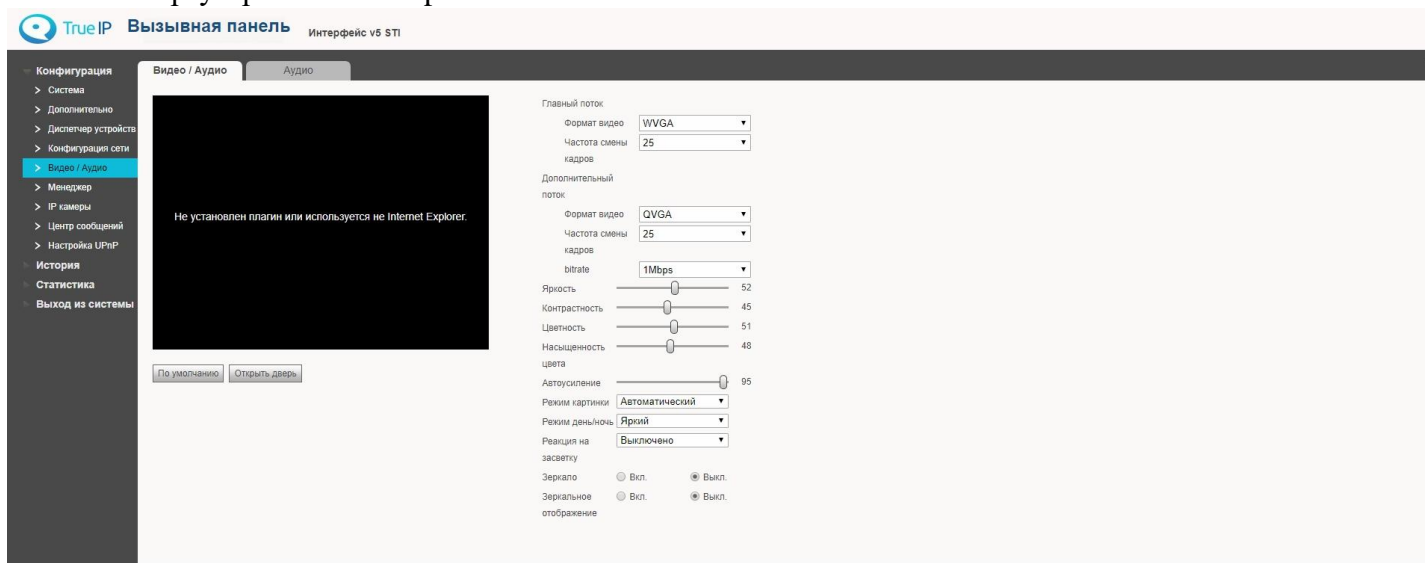 True IP Вызывная панель Интерфейс v5 STI
Конфигурация
Система
Дополнительно
Диспетчер устройств
Конфигурация сети
Видео / Аудио
Менеджер
IP камеры
Центр сообщений
Настройка UPnP
История
Статистика
Выход из системы
Видео / Аудио
Аудио
Не установлен плагин или используется не Internet Explorer.
По умолчанию
Открыть дверь
Главный поток
Формат видео WVGA
Частота смены 25
кадров
Дополнительный
поток
Формат видео QVGA
Частота смены 25
кадров
bitrate 1Mbps
Яркость 52
Контрастность 45
Цветность 51
Насыщенность 48
цвета
Автоусиление 95
Режим картинки Автоматический
Режим день/ночь Яркий
Реакция на Выключено
засветку
Зеркало Вкл. Выкл.
Зеркальное Вкл. Выкл.
отображение